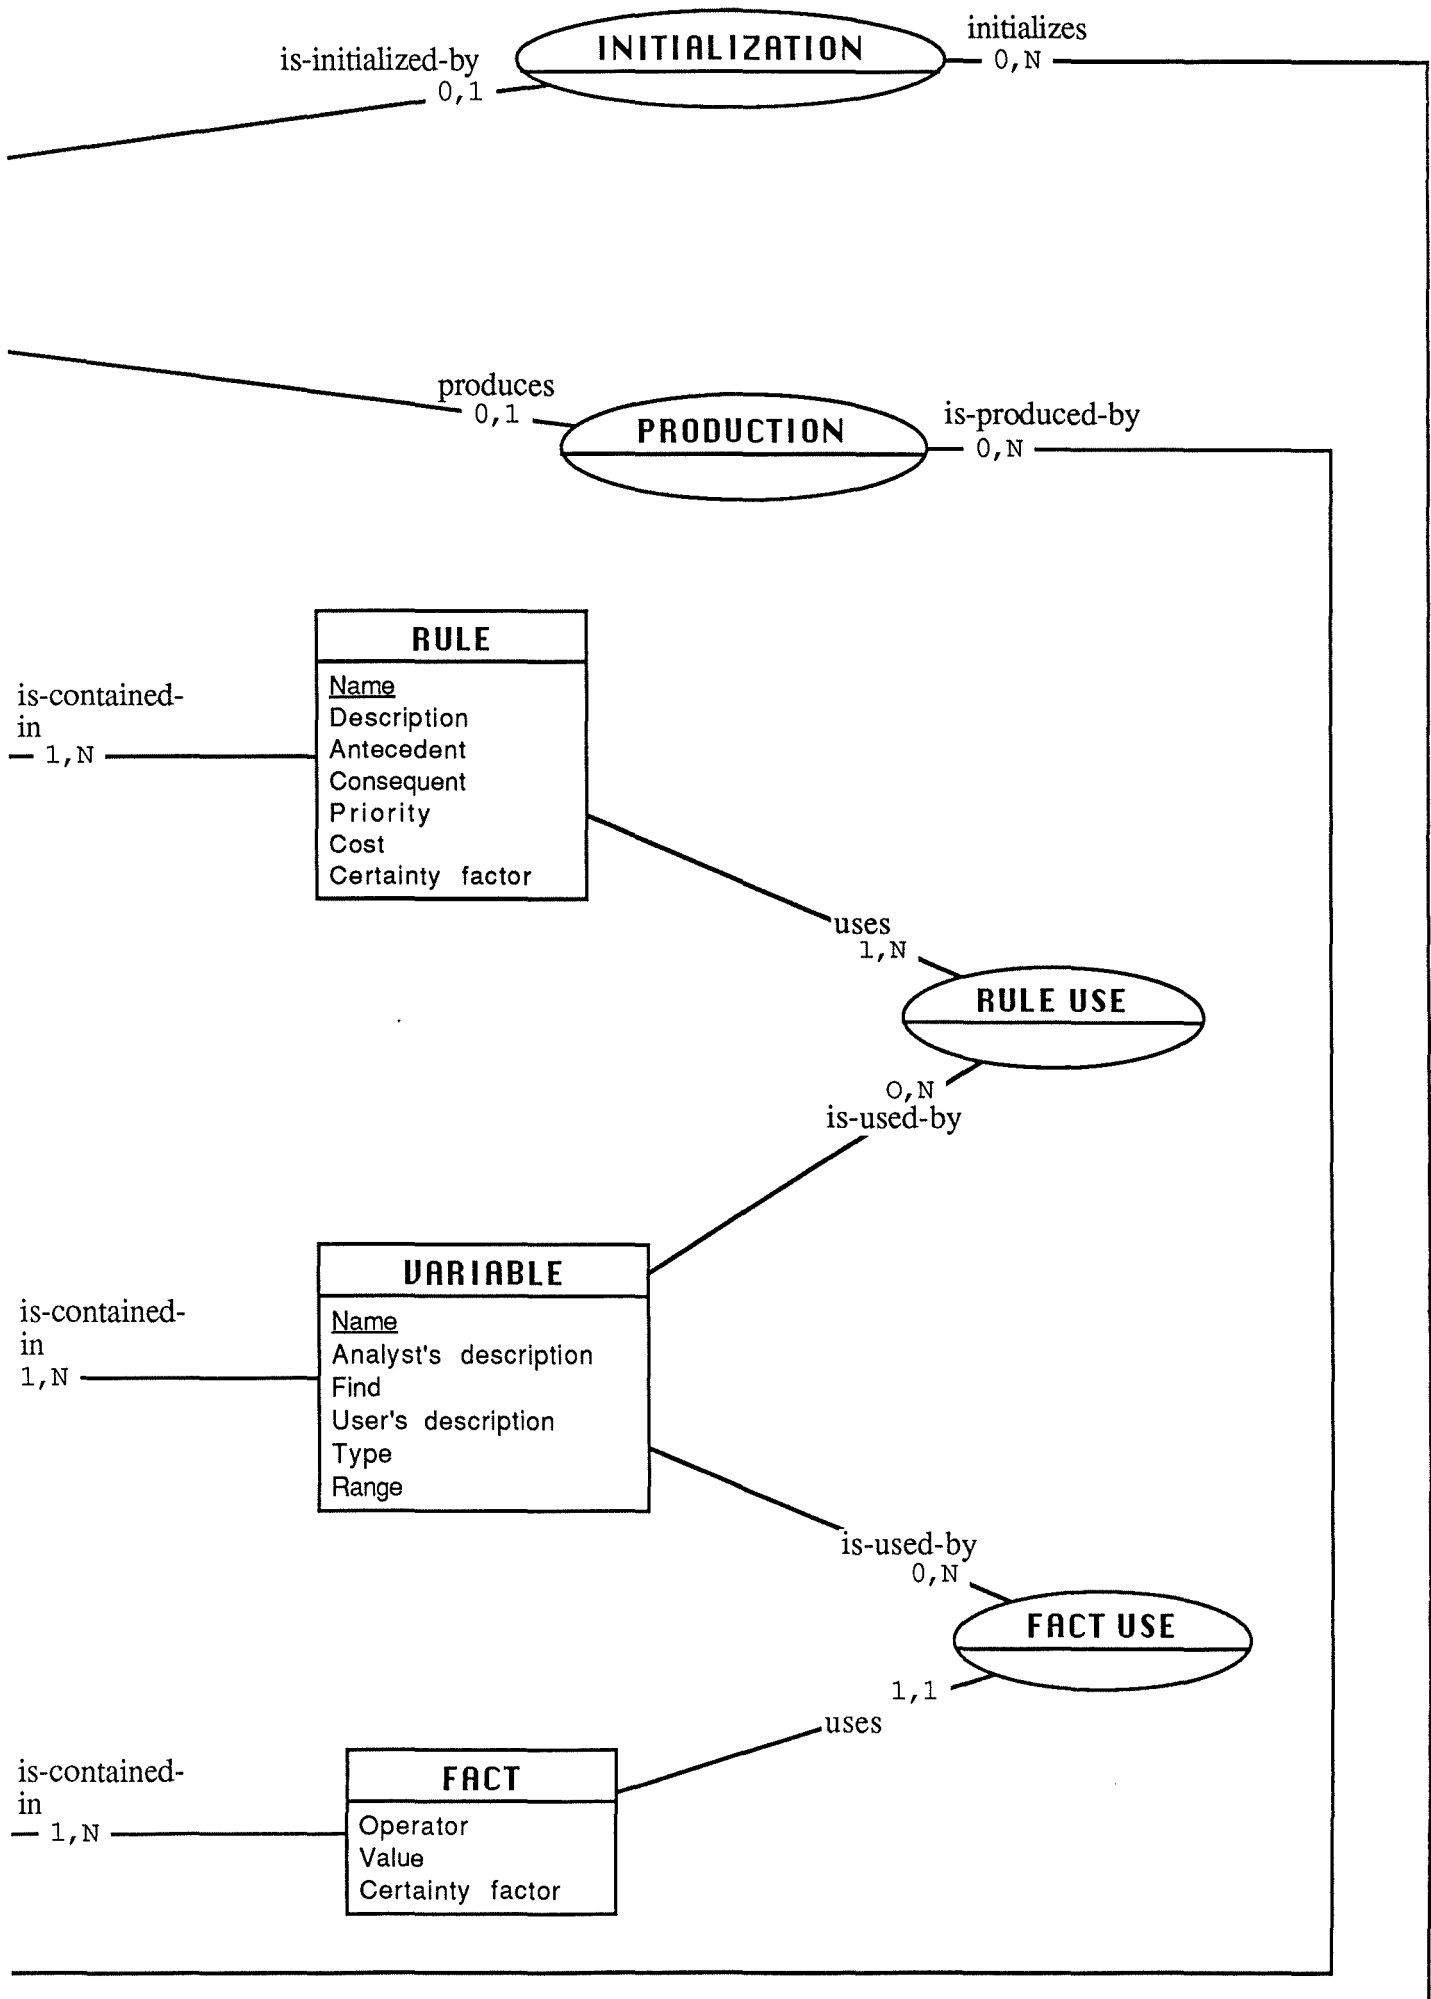 initializes
INITIALIZATION
0,N
is-initialized-by
0,1
produces
0,1
PRODUCTION
is-produced-by
0,N
RULE
Name
Description
Antecedent
Consequent
Priority
Cost
Certainty factor
is-contained-
in
1,N
uses
1,N
RULE USE
O,N
is-used-by
VARIABLE
Name
Analyst's description
Find
User's description
Type
Range
is-contained-
in
1,N
is-used-by
0,N
FACT USE
1,1
uses
FACT
Operator
Value
Certainty factor
is-contained-
in
1,N